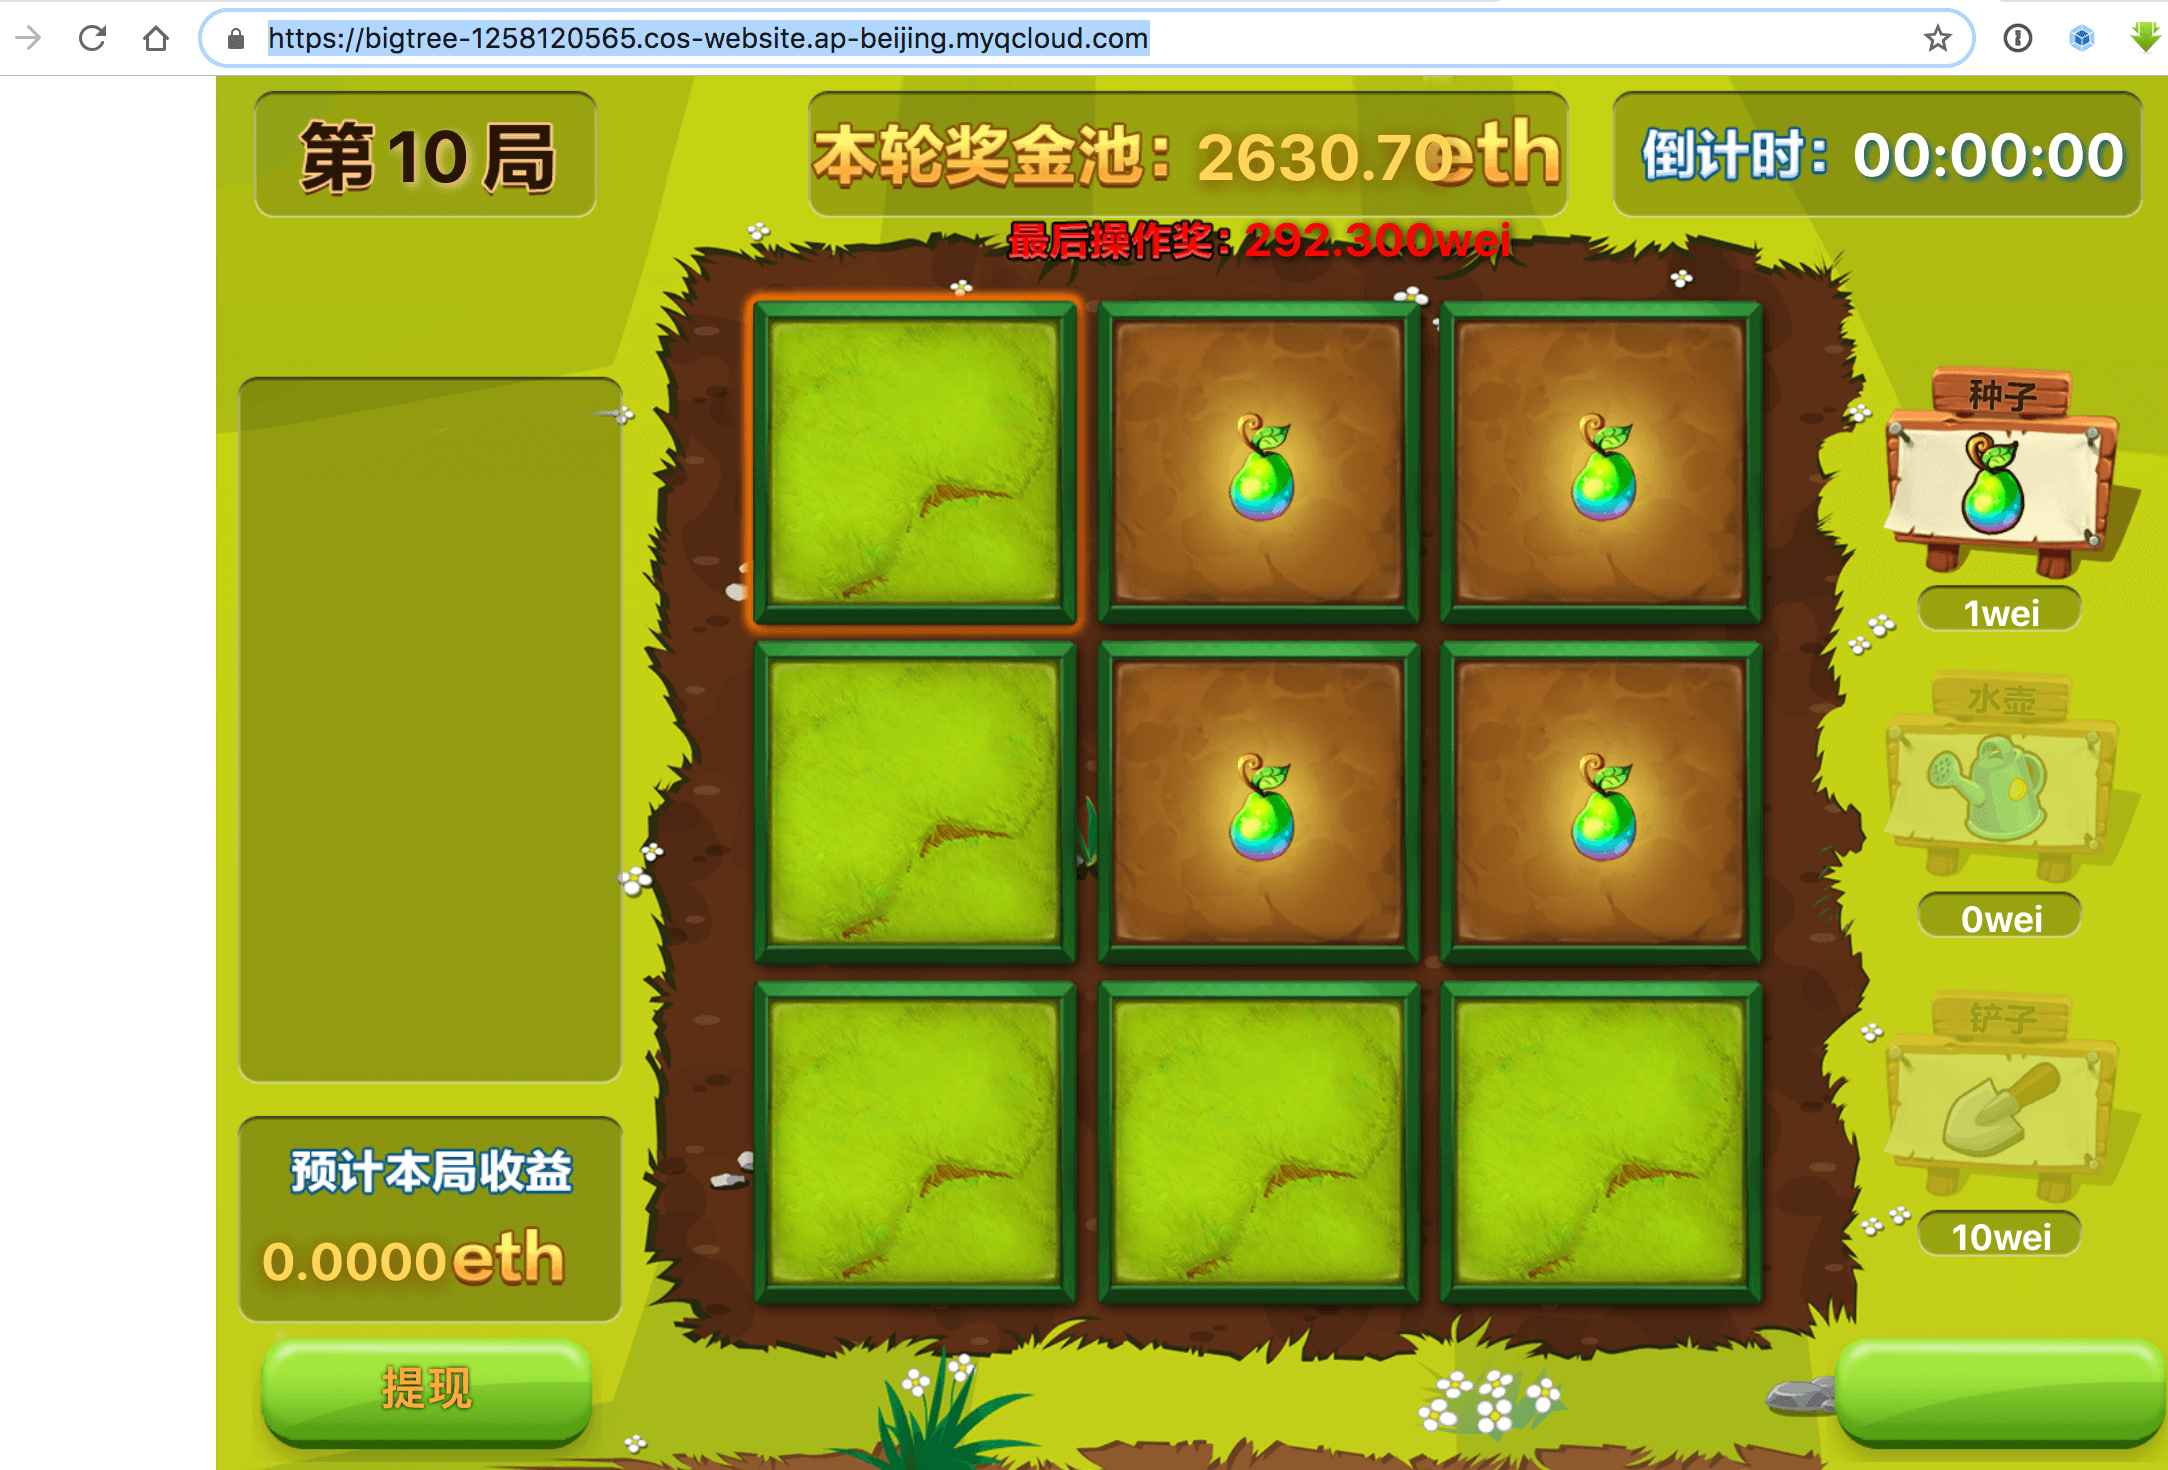 https://bigtree-1258120565.cos-website.ap-beijing.myqcloud.com
第10局
本轮奖金池：2630.70eth
倒计时：00:00:00
最后操作奖：292.300wei
种子
1wei
水壶
0wei
铲子
10wei
预计本局收益
0.0000eth
提现